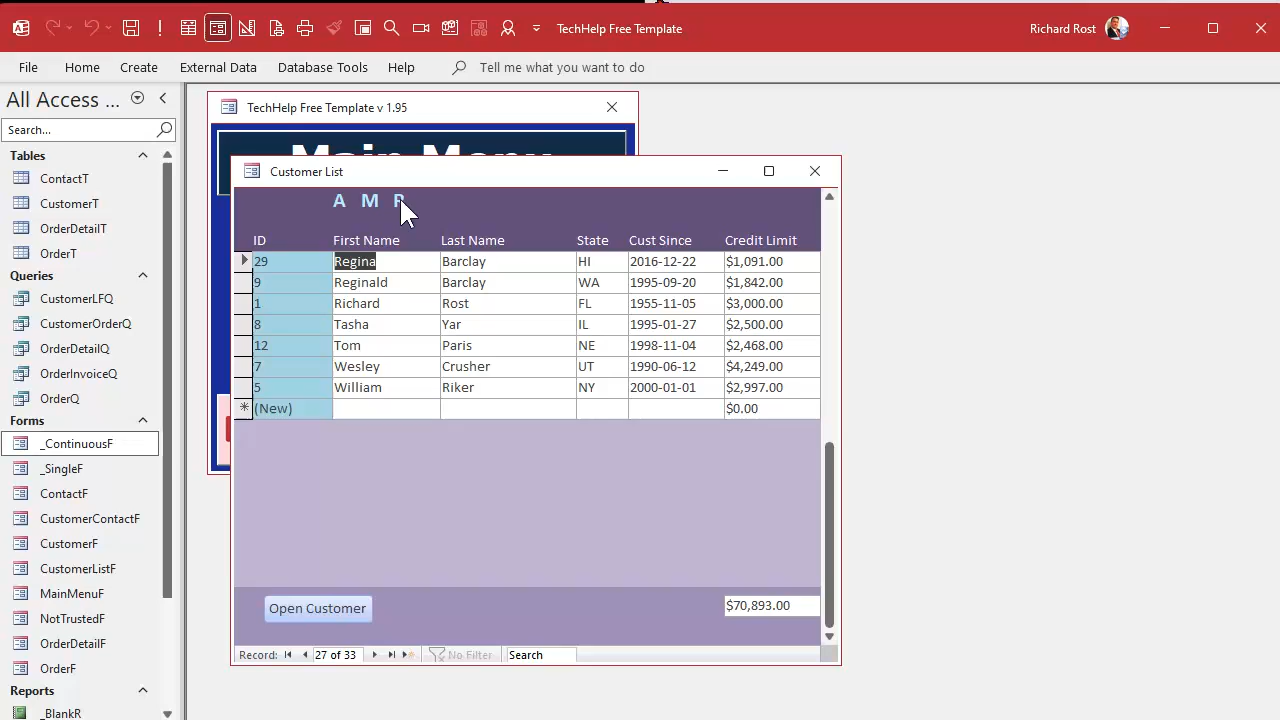 TechHelp Free Template
Richard Rost
File Home Create External Data Database Tools Help Tell me what you want to do
All Access ...
Search...
Tables
ContactT
CustomerT
OrderDetailT
OrderT
Queries
CustomerLFQ
CustomerOrderQ
OrderDetailQ
OrderInvoiceQ
OrderQ
Forms
_ContinuousF
_SingleF
ContactF
CustomerContactF
CustomerF
CustomerListF
MainMenuF
NotTrustedF
OrderDetailF
OrderF
Reports
_BlankR
TechHelp Free Template v 1.95
Main Menu
Customer List
A M R
ID First Name Last Name State Cust Since Credit Limit
29 Regina Barclay HI 2016-12-22 $1,091.00
9 Reginald Barclay WA 1995-09-20 $1,842.00
1 Richard Rost FL 1955-11-05 $3,000.00
8 Tasha Yar IL 1995-01-27 $2,500.00
12 Tom Paris NE 1998-11-04 $2,468.00
7 Wesley Crusher UT 1990-06-12 $4,249.00
5 William Riker NY 2000-01-01 $2,997.00
(New) $0.00
Open Customer $70,893.00
Record: 27 of 33 No Filter Search